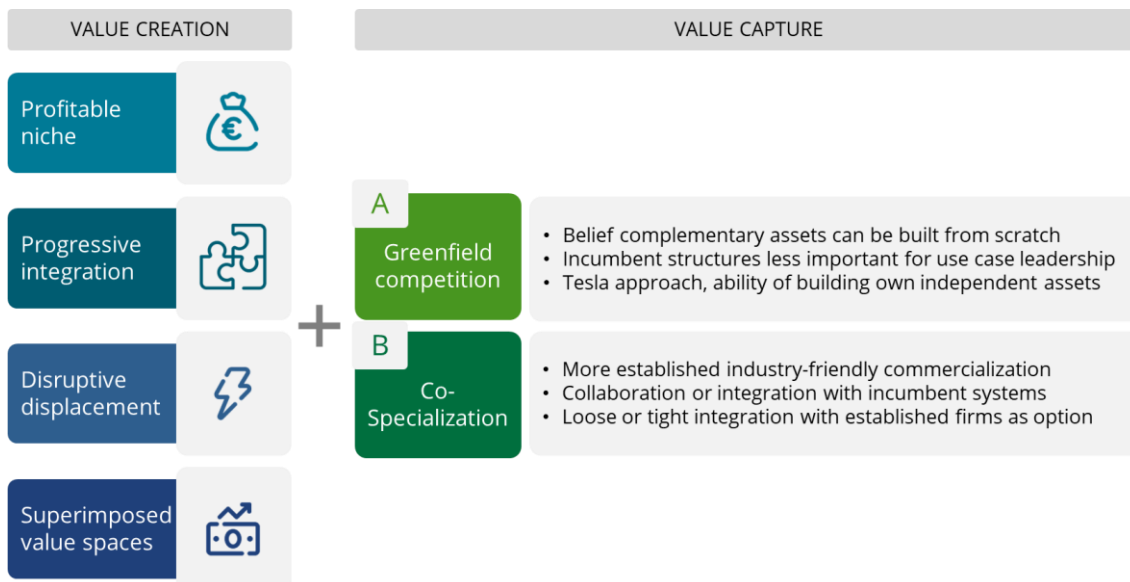 VALUE CREATION
VALUE CAPTURE
Profitable
niche
€
Progressive
integration
Disruptive
displacement
Superimposed
value spaces
+
A
Greenfield
competition
• Belief complementary assets can be built from scratch
• Incumbent structures less important for use case leadership
• Tesla approach, ability of building own independent assets
B
Co-
Specialization
• More established industry-friendly commercialization
• Collaboration or integration with incumbent systems
• Loose or tight integration with established firms as option